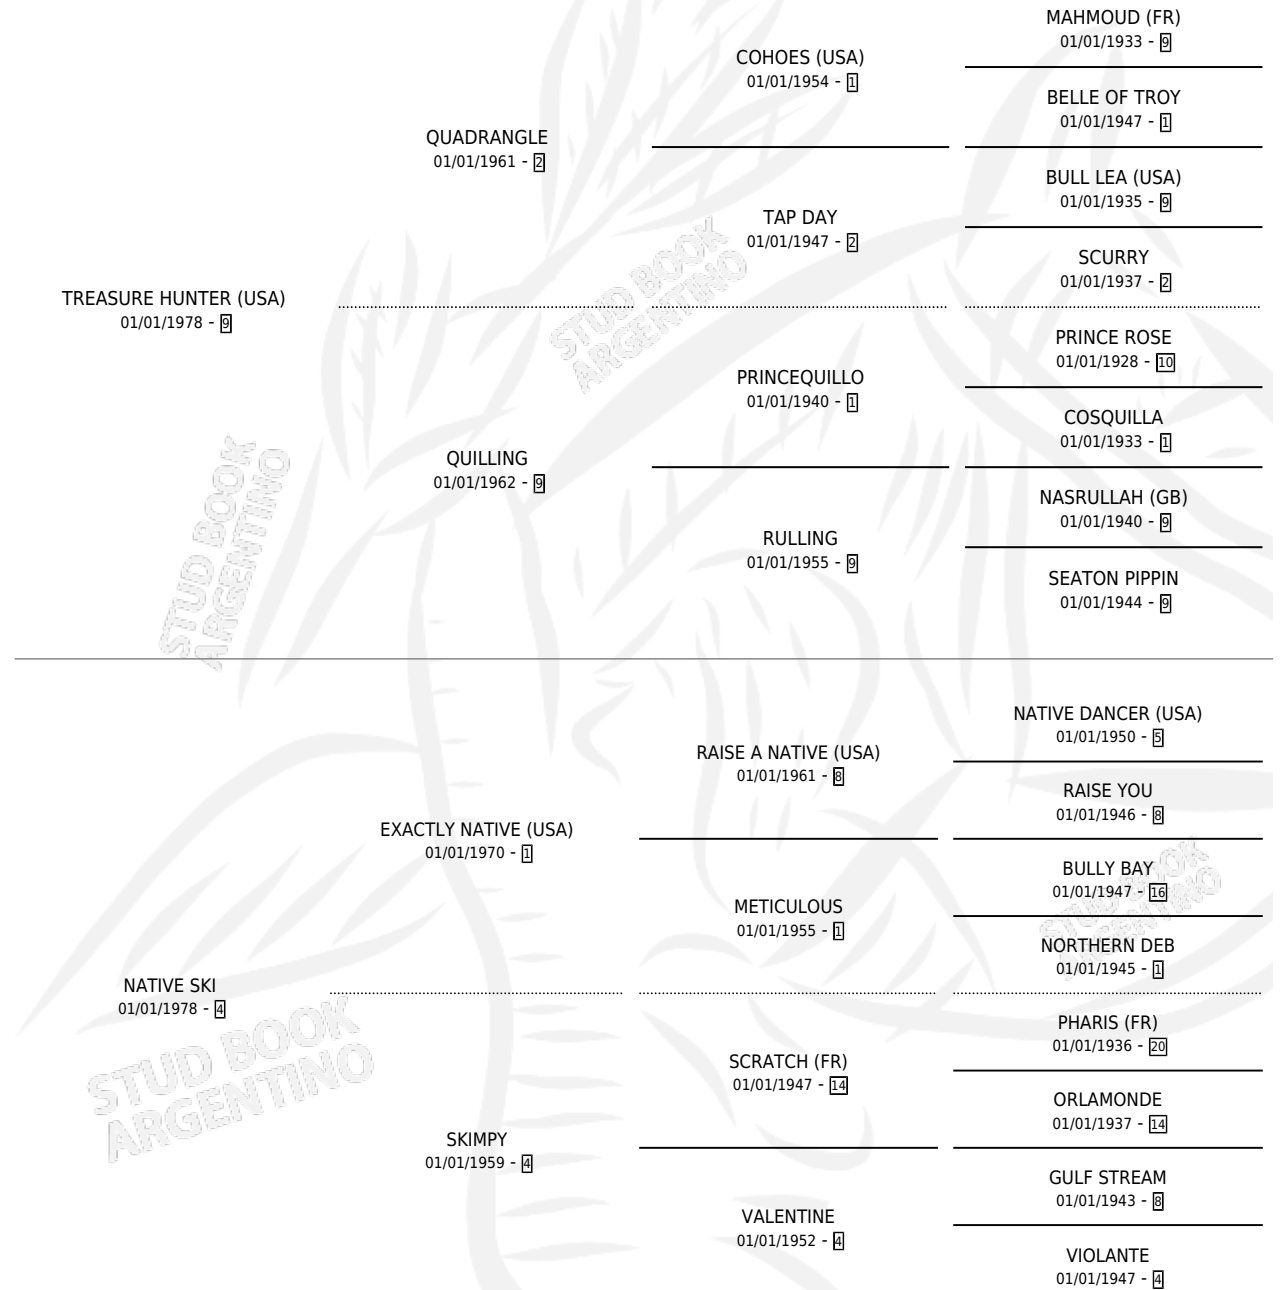 MAHMOUD (FR)
01/01/1933 - 9
COHOES (USA)
01/01/1954 - 1
BELLE OF TROY
01/01/1947 - 1
QUADRANGLE
01/01/1961 - 2
BULL LEA (USA)
01/01/1935 - 9
TAP DAY
01/01/1947 - 2
SCURRY
01/01/1937 - 2
TREASURE HUNTER (USA)
01/01/1978 - 9
PRINCE ROSE
01/01/1928 - 10
PRINCEQUILLO
01/01/1940 - 1
COSQUILLA
01/01/1933 - 1
QUILLING
01/01/1962 - 9
NASRULLAH (GB)
01/01/1940 - 9
RULLING
01/01/1955 - 9
SEATON PIPPIN
01/01/1944 - 9
STUD BOOK
ARGENTINO
STUD BOOK
ARGENTINO
NATIVE DANCER (USA)
01/01/1950 - 5
RAISE A NATIVE (USA)
01/01/1961 - 8
RAISE YOU
01/01/1946 - 8
EXACTLY NATIVE (USA)
01/01/1970 - 1
BULLY BAY
01/01/1947 - 16
METICULOUS
01/01/1955 - 1
NORTHERN DEB
01/01/1945 - 1
STUD BOOK
ARGENTINO
NATIVE SKI
01/01/1978 - 4
PHARIS (FR)
01/01/1936 - 20
SCRATCH (FR)
01/01/1947 - 14
ORLAMONDE
01/01/1937 - 14
SKIMPY
01/01/1959 - 4
GULF STREAM
01/01/1943 - 8
VALENTINE
01/01/1952 - 4
VIOLANTE
01/01/1947 - 4
STUD BOOK
ARGENTINO